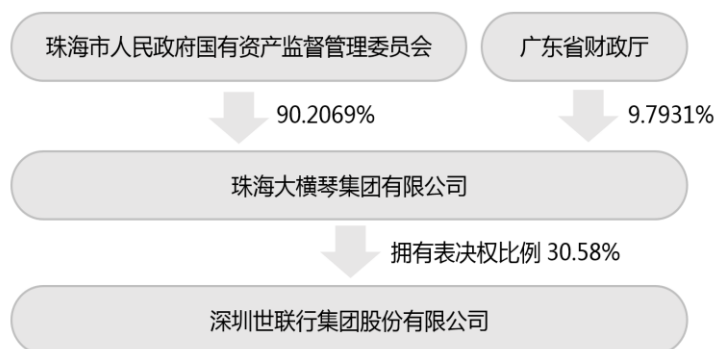 珠海市人民政府国有资产监督管理委员会
广东省财政厅
90.2069%
9.7931%
珠海大横琴集团有限公司
拥有表决权比例 30.58%
深圳世联行集团股份有限公司